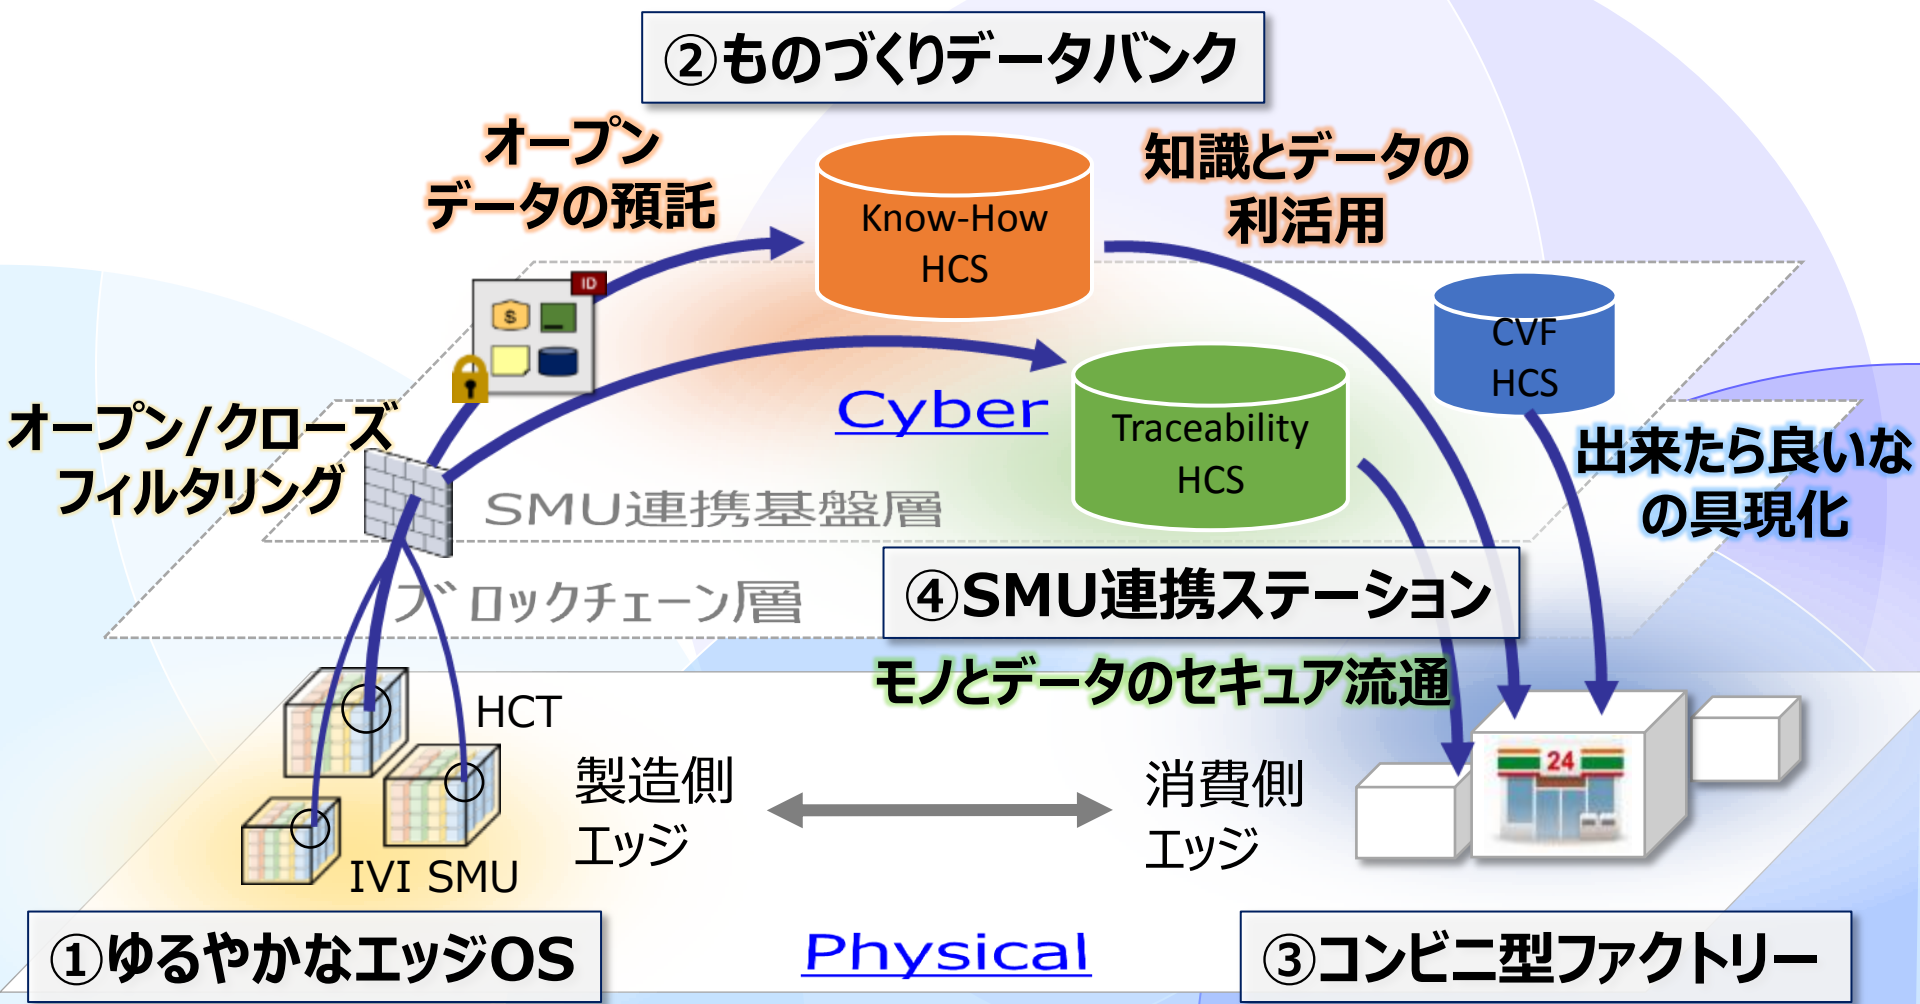 ②ものづくりデータバンク
オープン
データの預託
知識とデータの
利活用
Know-How
HCS
ID
$
CVF
HCS
Cyber
Traceability
HCS
オープン/クローズ
フィルタリング
出来たら良いな
の具現化
SMU連携基盤層
④SMU連携ステーション
ブロックチェーン層
モノとデータのセキュア流通
HCT
製造側
エッジ
消費側
エッジ
24
IVI SMU
①ゆるやかなエッジOS
Physical
③コンビニ型ファクトリー